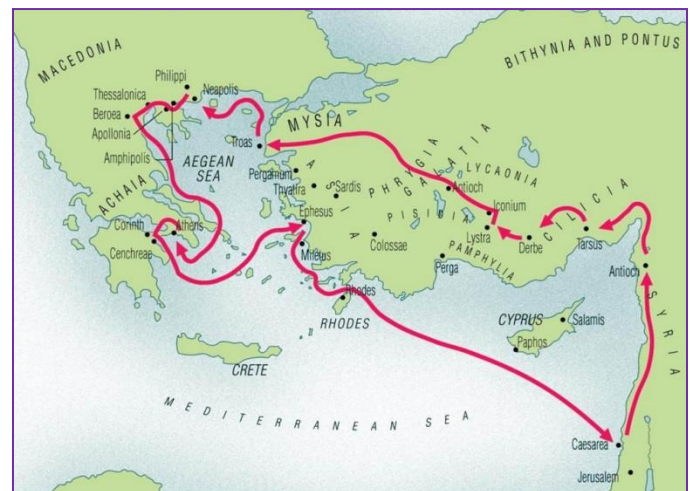 MACEDONIA
BITHYNIA AND PONTUS
Philippi
Neapolis
Thessalonica
Beroea
Apollonia
Amphipolis
Troas
MYSIA
AEGEAN
SEA
Pergamum
Thyatira
Sardis
ASIA
PHRYGIA
GALATIA
LYCAONIA
Antioch
Iconium
PISIDIA
CILICIA
ACHAIA
Corinth
Athens
Cenchreae
Ephesus
Miletus
Colossae
Lystra
Derbe
Tarsus
PAMPHYLIA
Perga
Antioch
SYRIA
Rhodes
RHODES
CYPRUS
Salamis
Paphos
CRETE
MEDITERRANEAN SEA
Caesarea
Jerusalem